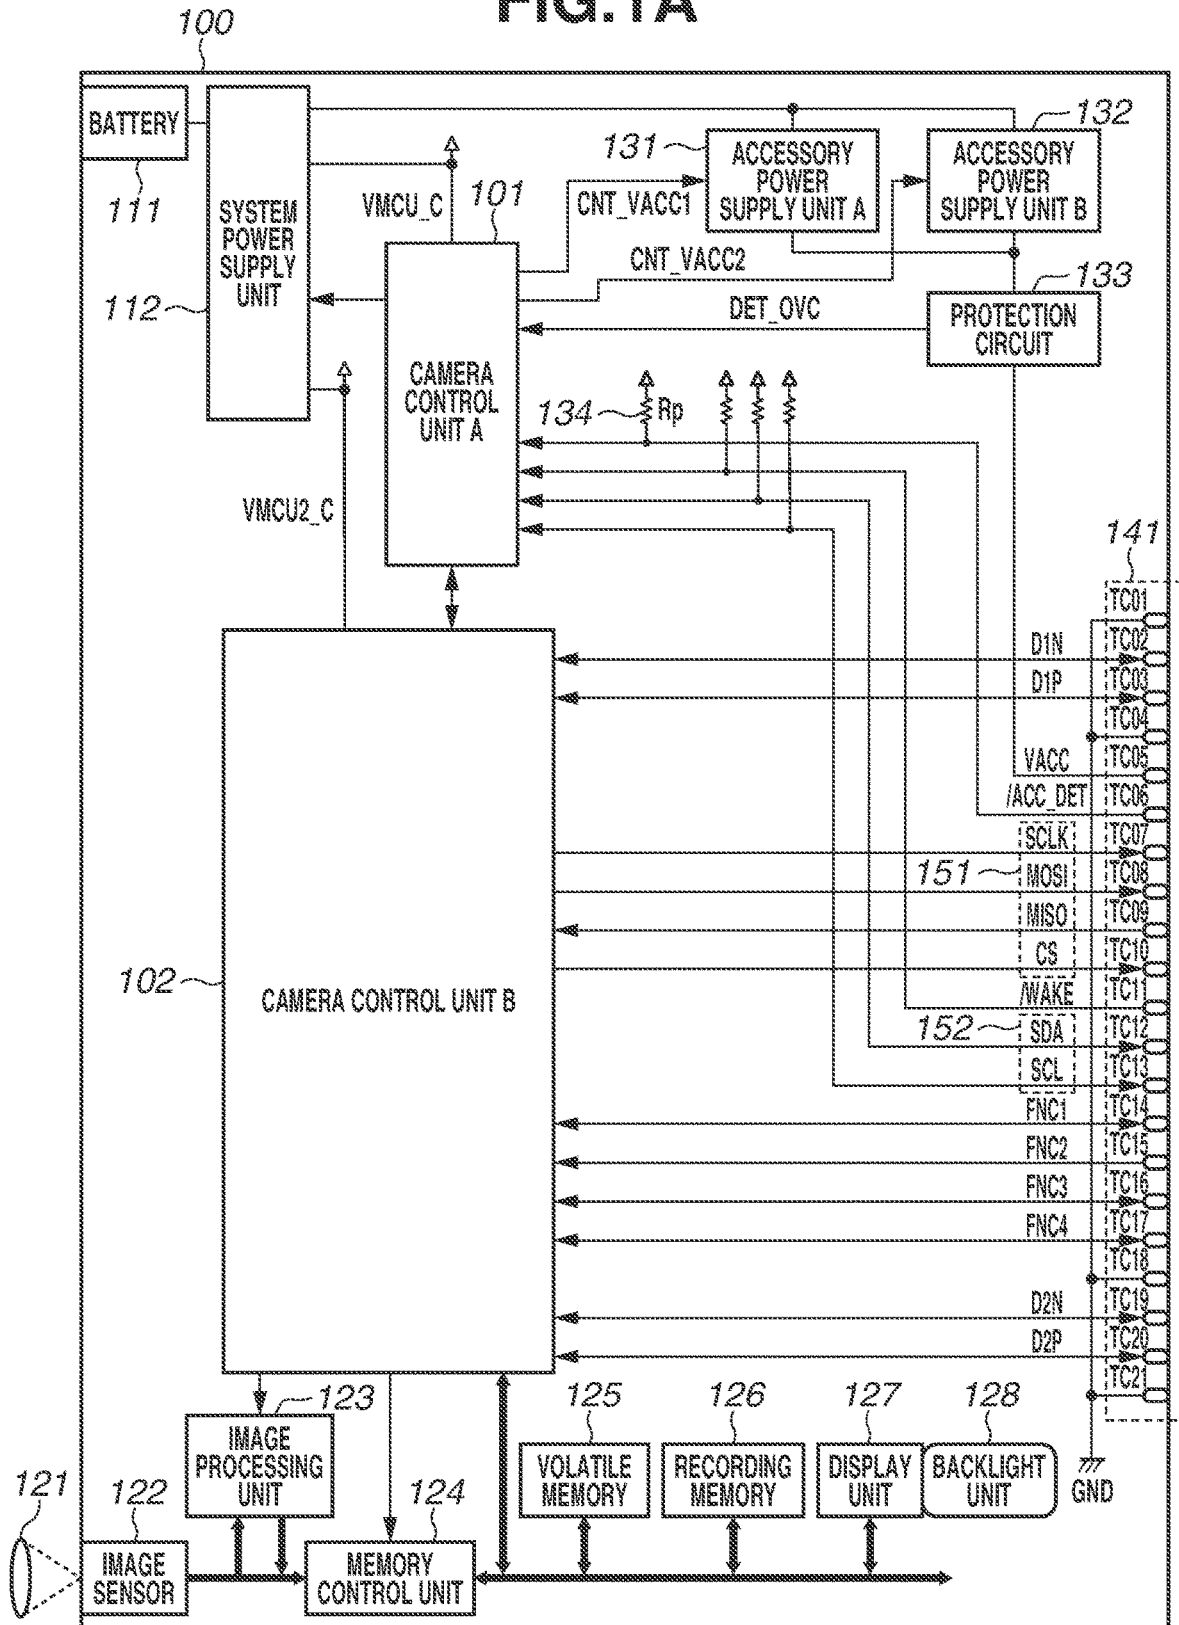 FIG.1A
100
BATTERY
111
SYSTEM
POWER
SUPPLY
UNIT
112
VMCU_C
101
CNT_VACC1
131
ACCESSORY
POWER
SUPPLY UNIT A
132
ACCESSORY
POWER
SUPPLY UNIT B
CNT_VACC2
133
DET_OVC
PROTECTION
CIRCUIT
CAMERA
CONTROL
UNIT A
134
Rp
VMCU2_C
141
TC01
D1N
TC02
D1P
TC03
TC04
VACC
TC05
/ACC_DET
TC06
SCLK
TC07
151
MOSI
TC08
MISO
TC09
CS
TC10
102
CAMERA CONTROL UNIT B
/WAKE
TC11
152
SDA
TC12
SCL
TC13
FNC1
TC14
FNC2
TC15
FNC3
TC16
FNC4
TC17
TC18
D2N
TC19
D2P
TC20
TC21
123
IMAGE
PROCESSING
UNIT
125
VOLATILE
MEMORY
126
RECORDING
MEMORY
127
DISPLAY
UNIT
128
BACKLIGHT
UNIT
GND
121
122
IMAGE
SENSOR
124
MEMORY
CONTROL UNIT